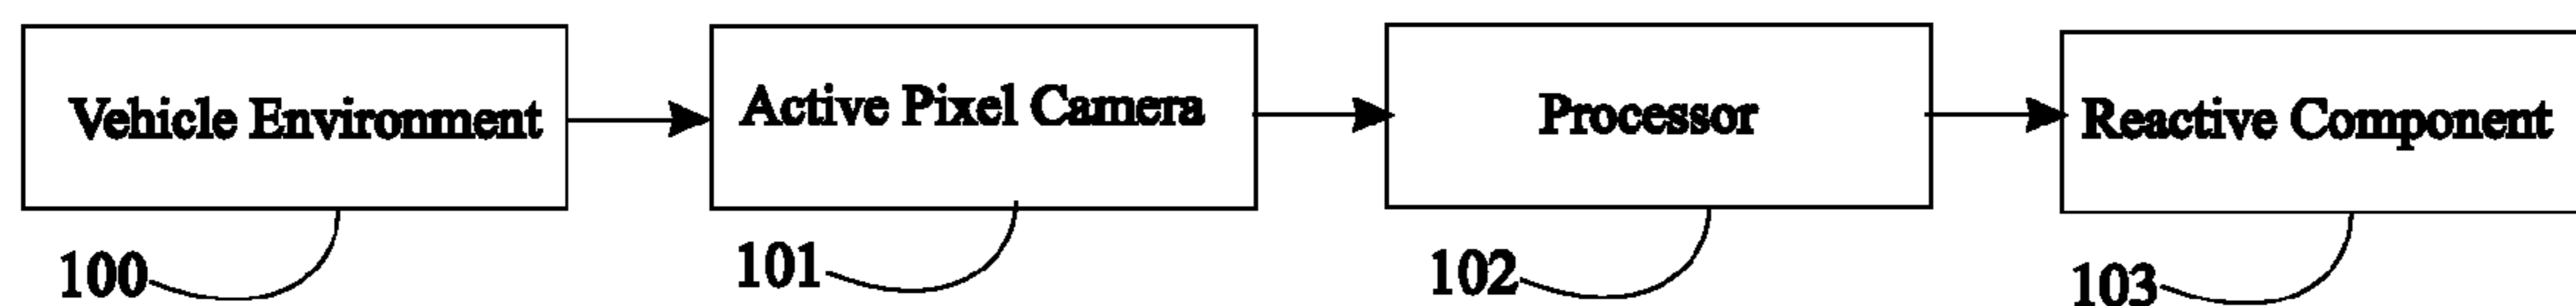 Vehicle Environment
Active Pixel Camera
Processor
Reactive Component
100
101
102
103